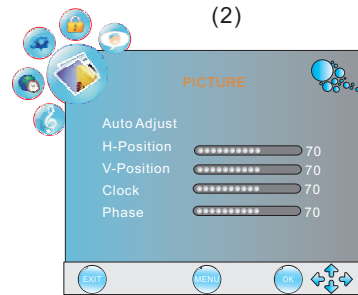 (2)
PICTURE
Auto Adjust
H-Position 70
V-Position 70
Clock 70
Phase 70
EXIT MENU OK